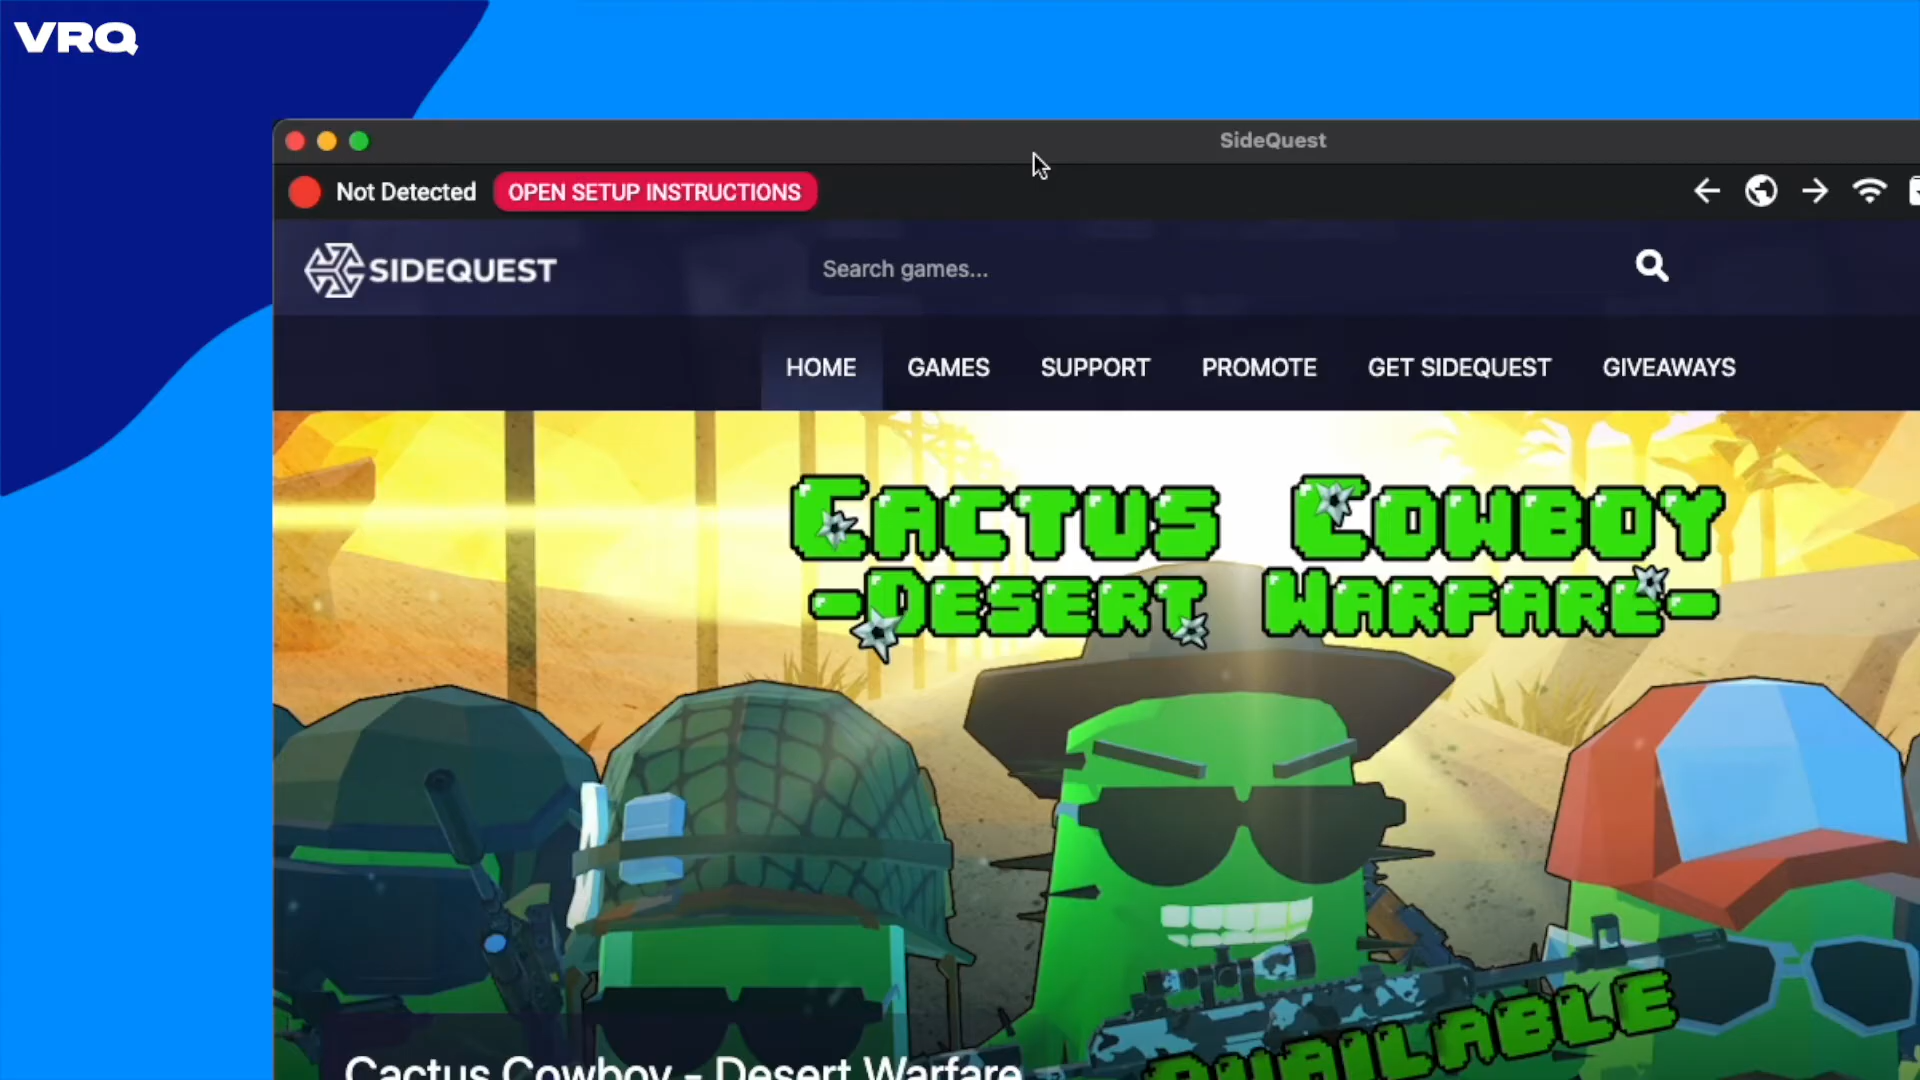 VRQ
SideQuest
Not Detected OPEN SETUP INSTRUCTIONS
SIDEQUEST
Search games...
HOME GAMES SUPPORT PROMOTE GET SIDEQUEST GIVEAWAYS
CACTUS COWBOY
-DESERT WARFARE-
AVAILABLE
Cactus Cowboy - Desert Warfare